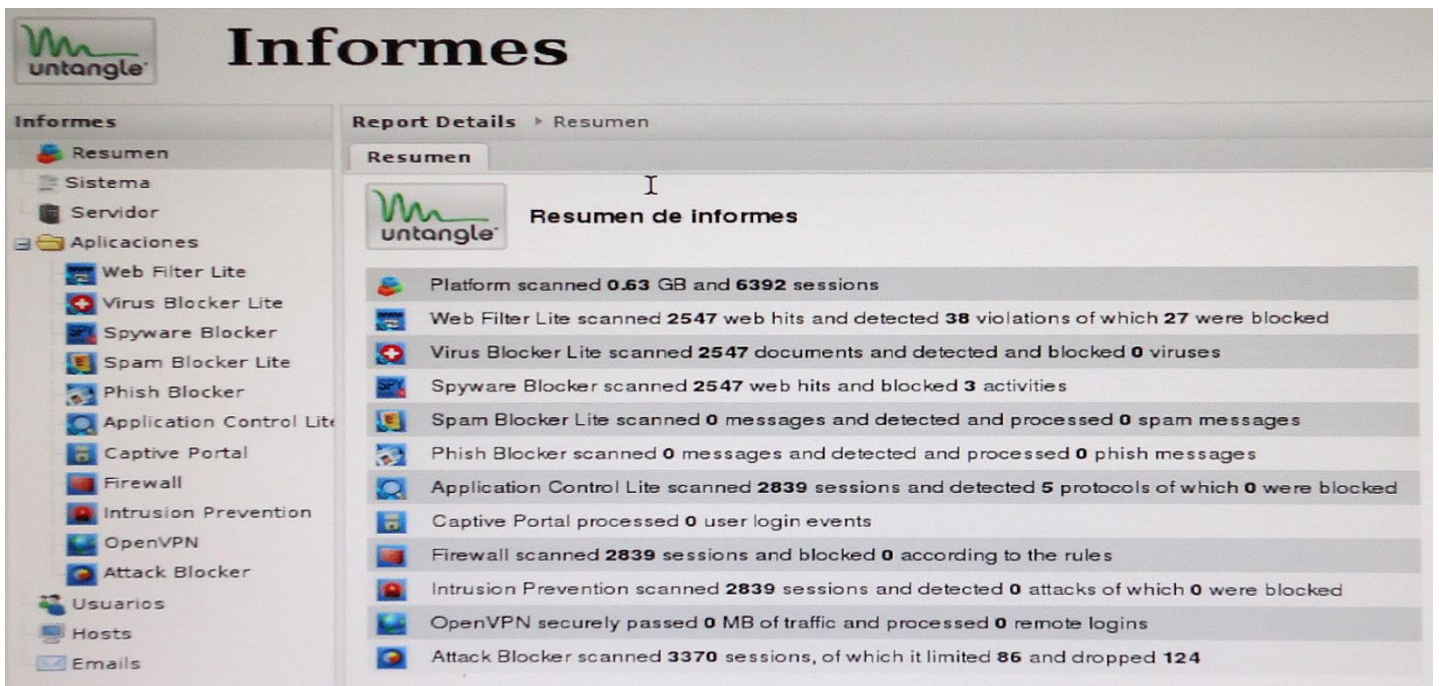 untangle
Informes
Informes
Resumen
Sistema
Servidor
Aplicaciones
Web Filter Lite
Virus Blocker Lite
Spyware Blocker
Spam Blocker Lite
Phish Blocker
Application Control Lite
Captive Portal
Firewall
Intrusion Prevention
OpenVPN
Attack Blocker
Usuarios
Hosts
Emails
Report Details Resumen
Resumen
untangle
Resumen de informes
Platform scanned 0.63 GB and 6392 sessions
Web Filter Lite scanned 2547 web hits and detected 38 violations of which 27 were blocked
Virus Blocker Lite scanned 2547 documents and detected and blocked 0 viruses
SPY Spyware Blocker scanned 2547 web hits and blocked 3 activities
Spam Blocker Lite scanned 0 messages and detected and processed 0 spam messages
Phish Blocker scanned 0 messages and detected and processed 0 phish messages
Application Control Lite scanned 2839 sessions and detected 5 protocols of which 0 were blocked
Captive Portal processed 0 user login events
Firewall scanned 2839 sessions and blocked 0 according to the rules
Intrusion Prevention scanned 2839 sessions and detected 0 attacks of which 0 were blocked
OpenVPN securely passed 0 MB of traffic and processed 0 remote logins
Attack Blocker scanned 3370 sessions, of which it limited 86 and dropped 124